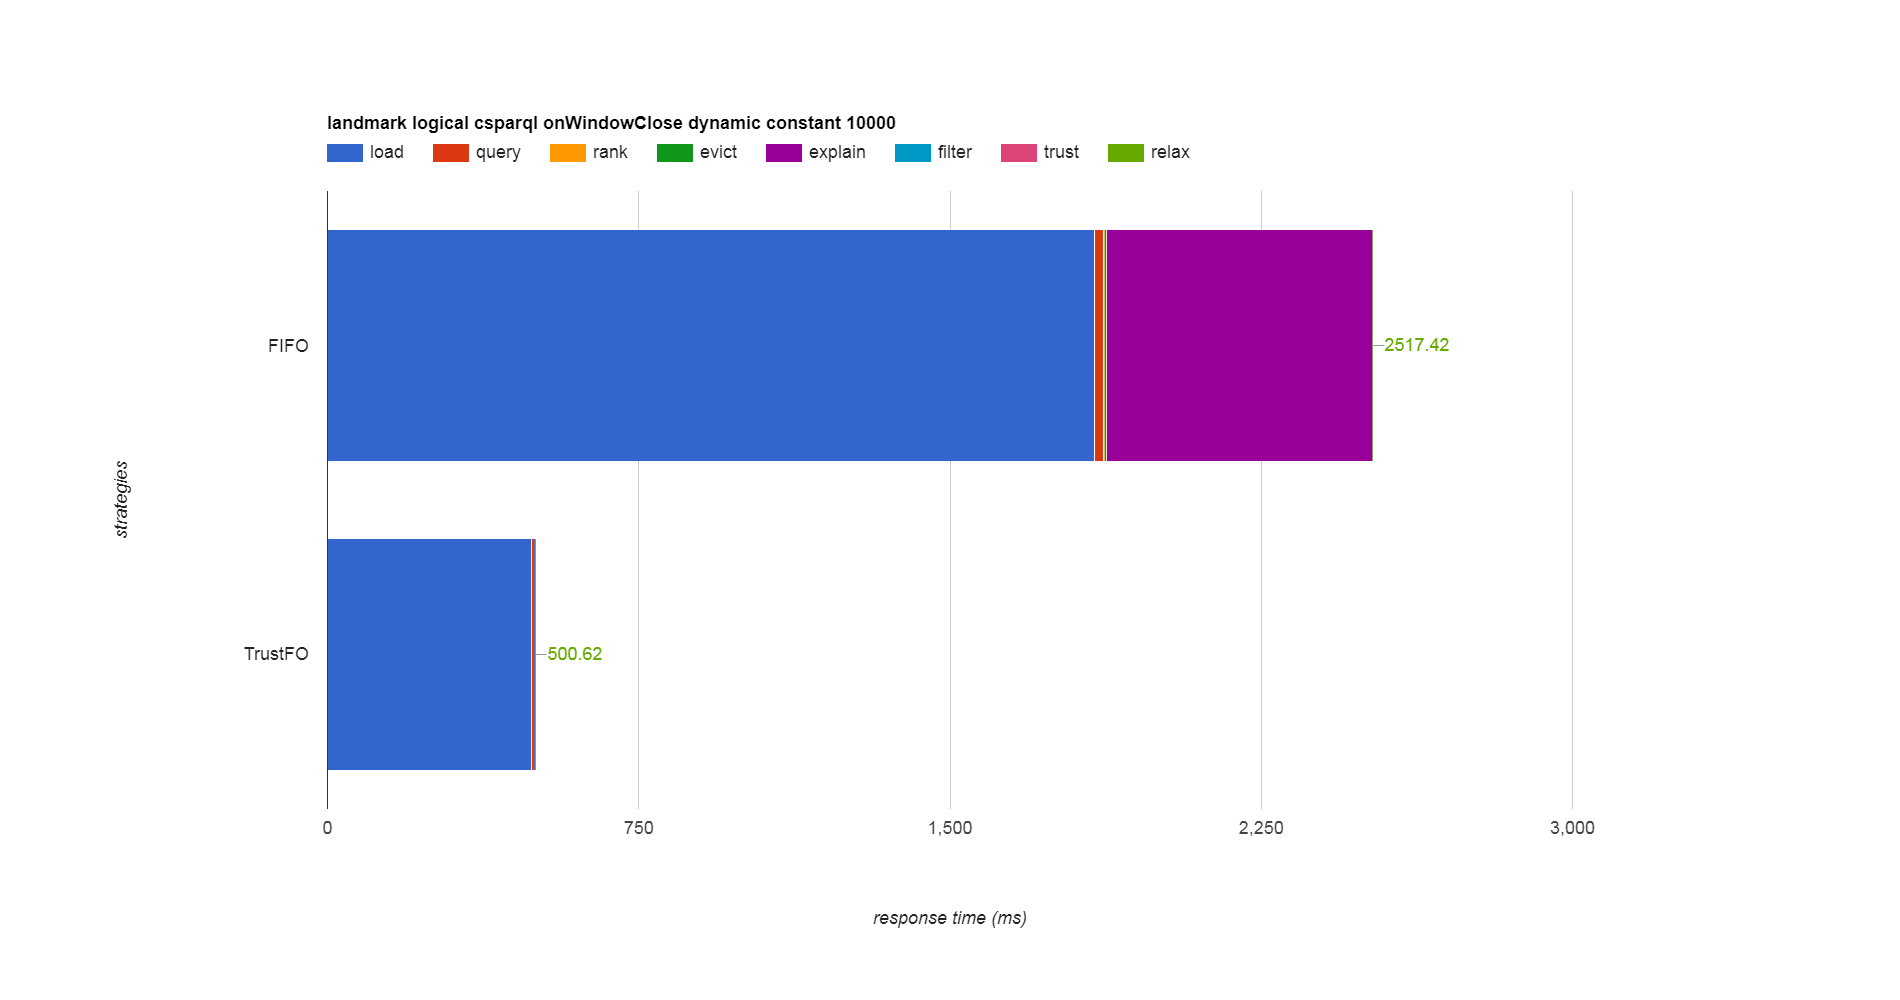 landmark logical csparql onWindowClose dynamic constant 10000
load query rank evict explain filter trust relax
FIFO
2517.42
strategies
TrustFO
500.62
0 750 1,500 2,250 3,000
response time (ms)